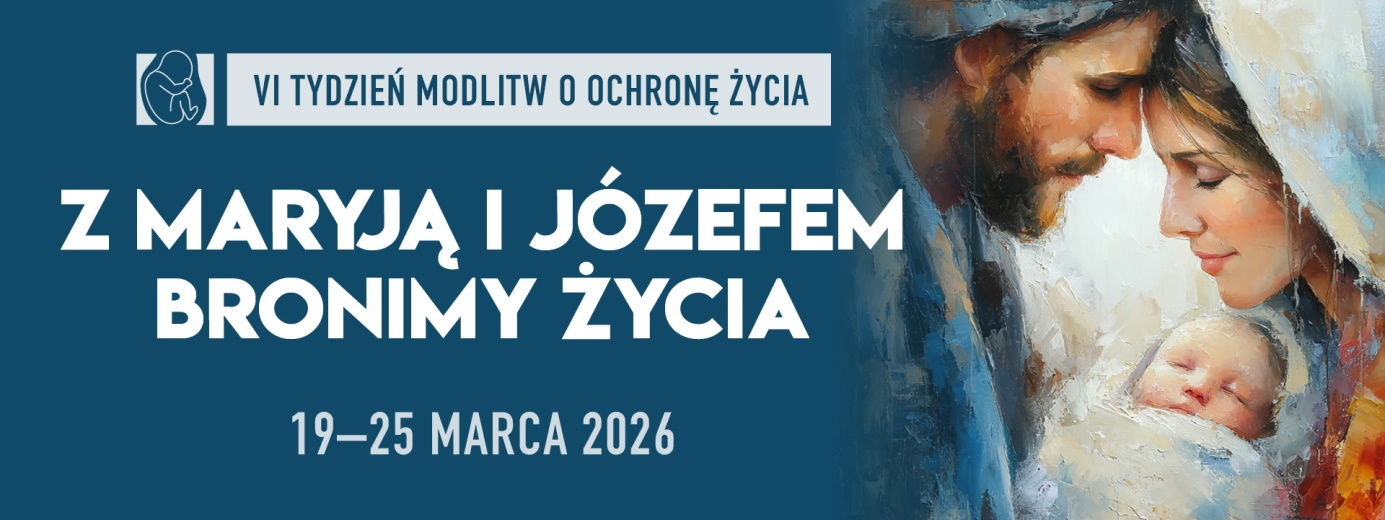 VI TYDZIEŃ MODLITW O OCHRONĘ ŻYCIA
Z MARYJĄ I JÓZEFEM
BRONIMY ŻYCIA
19–25 MARCA 2026